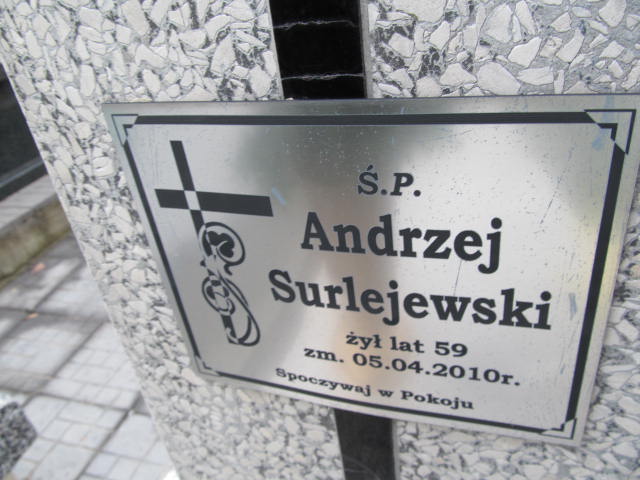 Ś.P.
Andrzej
Surlejewski
żył lat 59
zm. 05.04.2010r.
Spoczywaj w Pokoju